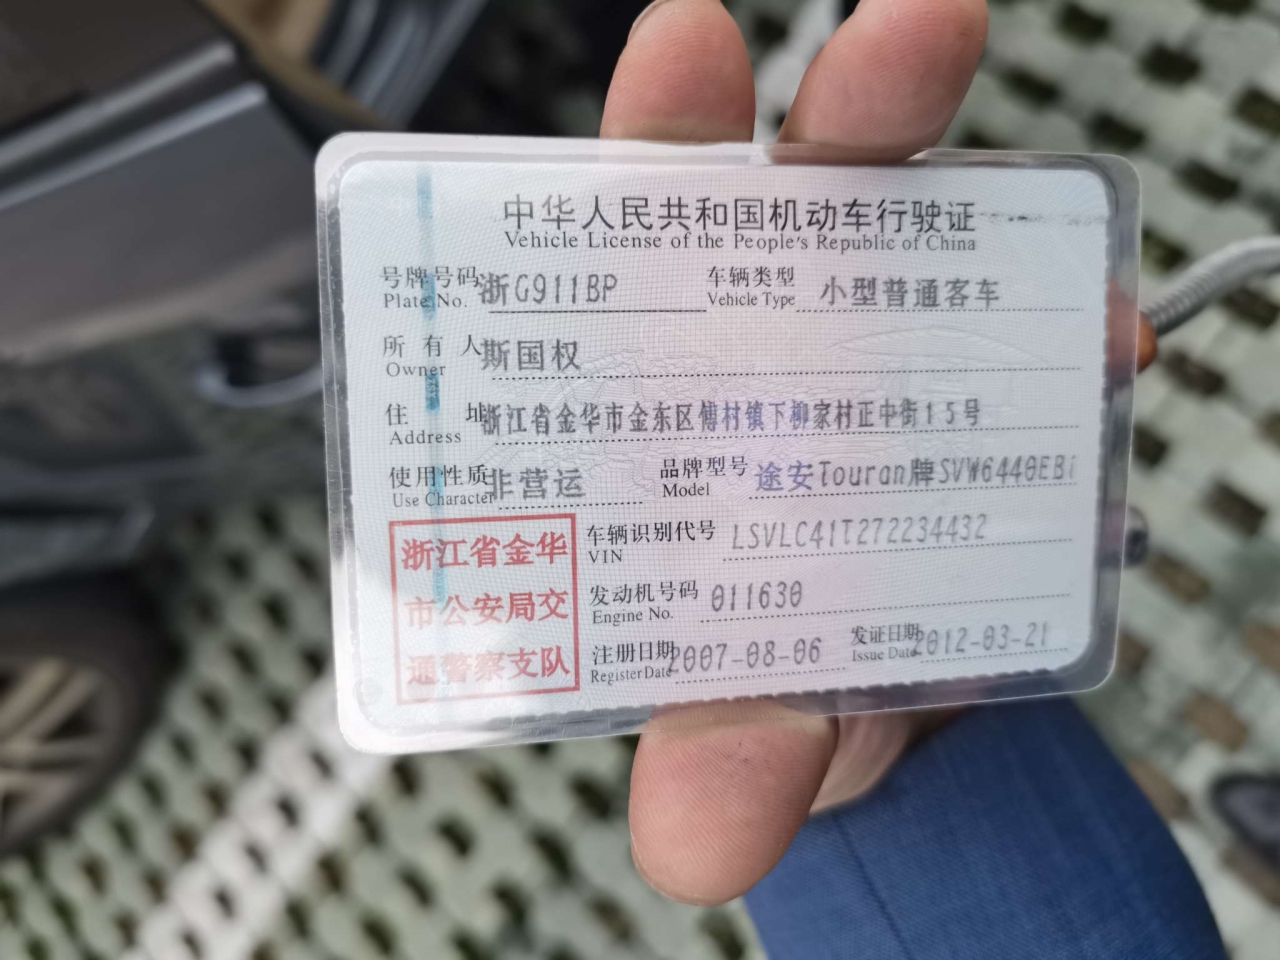 中华人民共和国机动车行驶证
Vehicle License of the People's Republic of China
号牌号码 浙G911BP 车辆类型 小型普通客车
Plate No. Vehicle Type
所有人 斯国权
Owner
住址 浙江省金华市金东区傅村镇下柳家村正中街15号
Address
使用性质 非营运 品牌型号 途安Touran牌SVW6440EBi
Use Character Model
浙江省金华
市公安局交
通警察支队
车辆识别代号 LSVLC41T272234432
VIN
发动机号码 011630
Engine No.
注册日期 2007-08-06 发证日期 2012-03-21
Register Date Issue Date